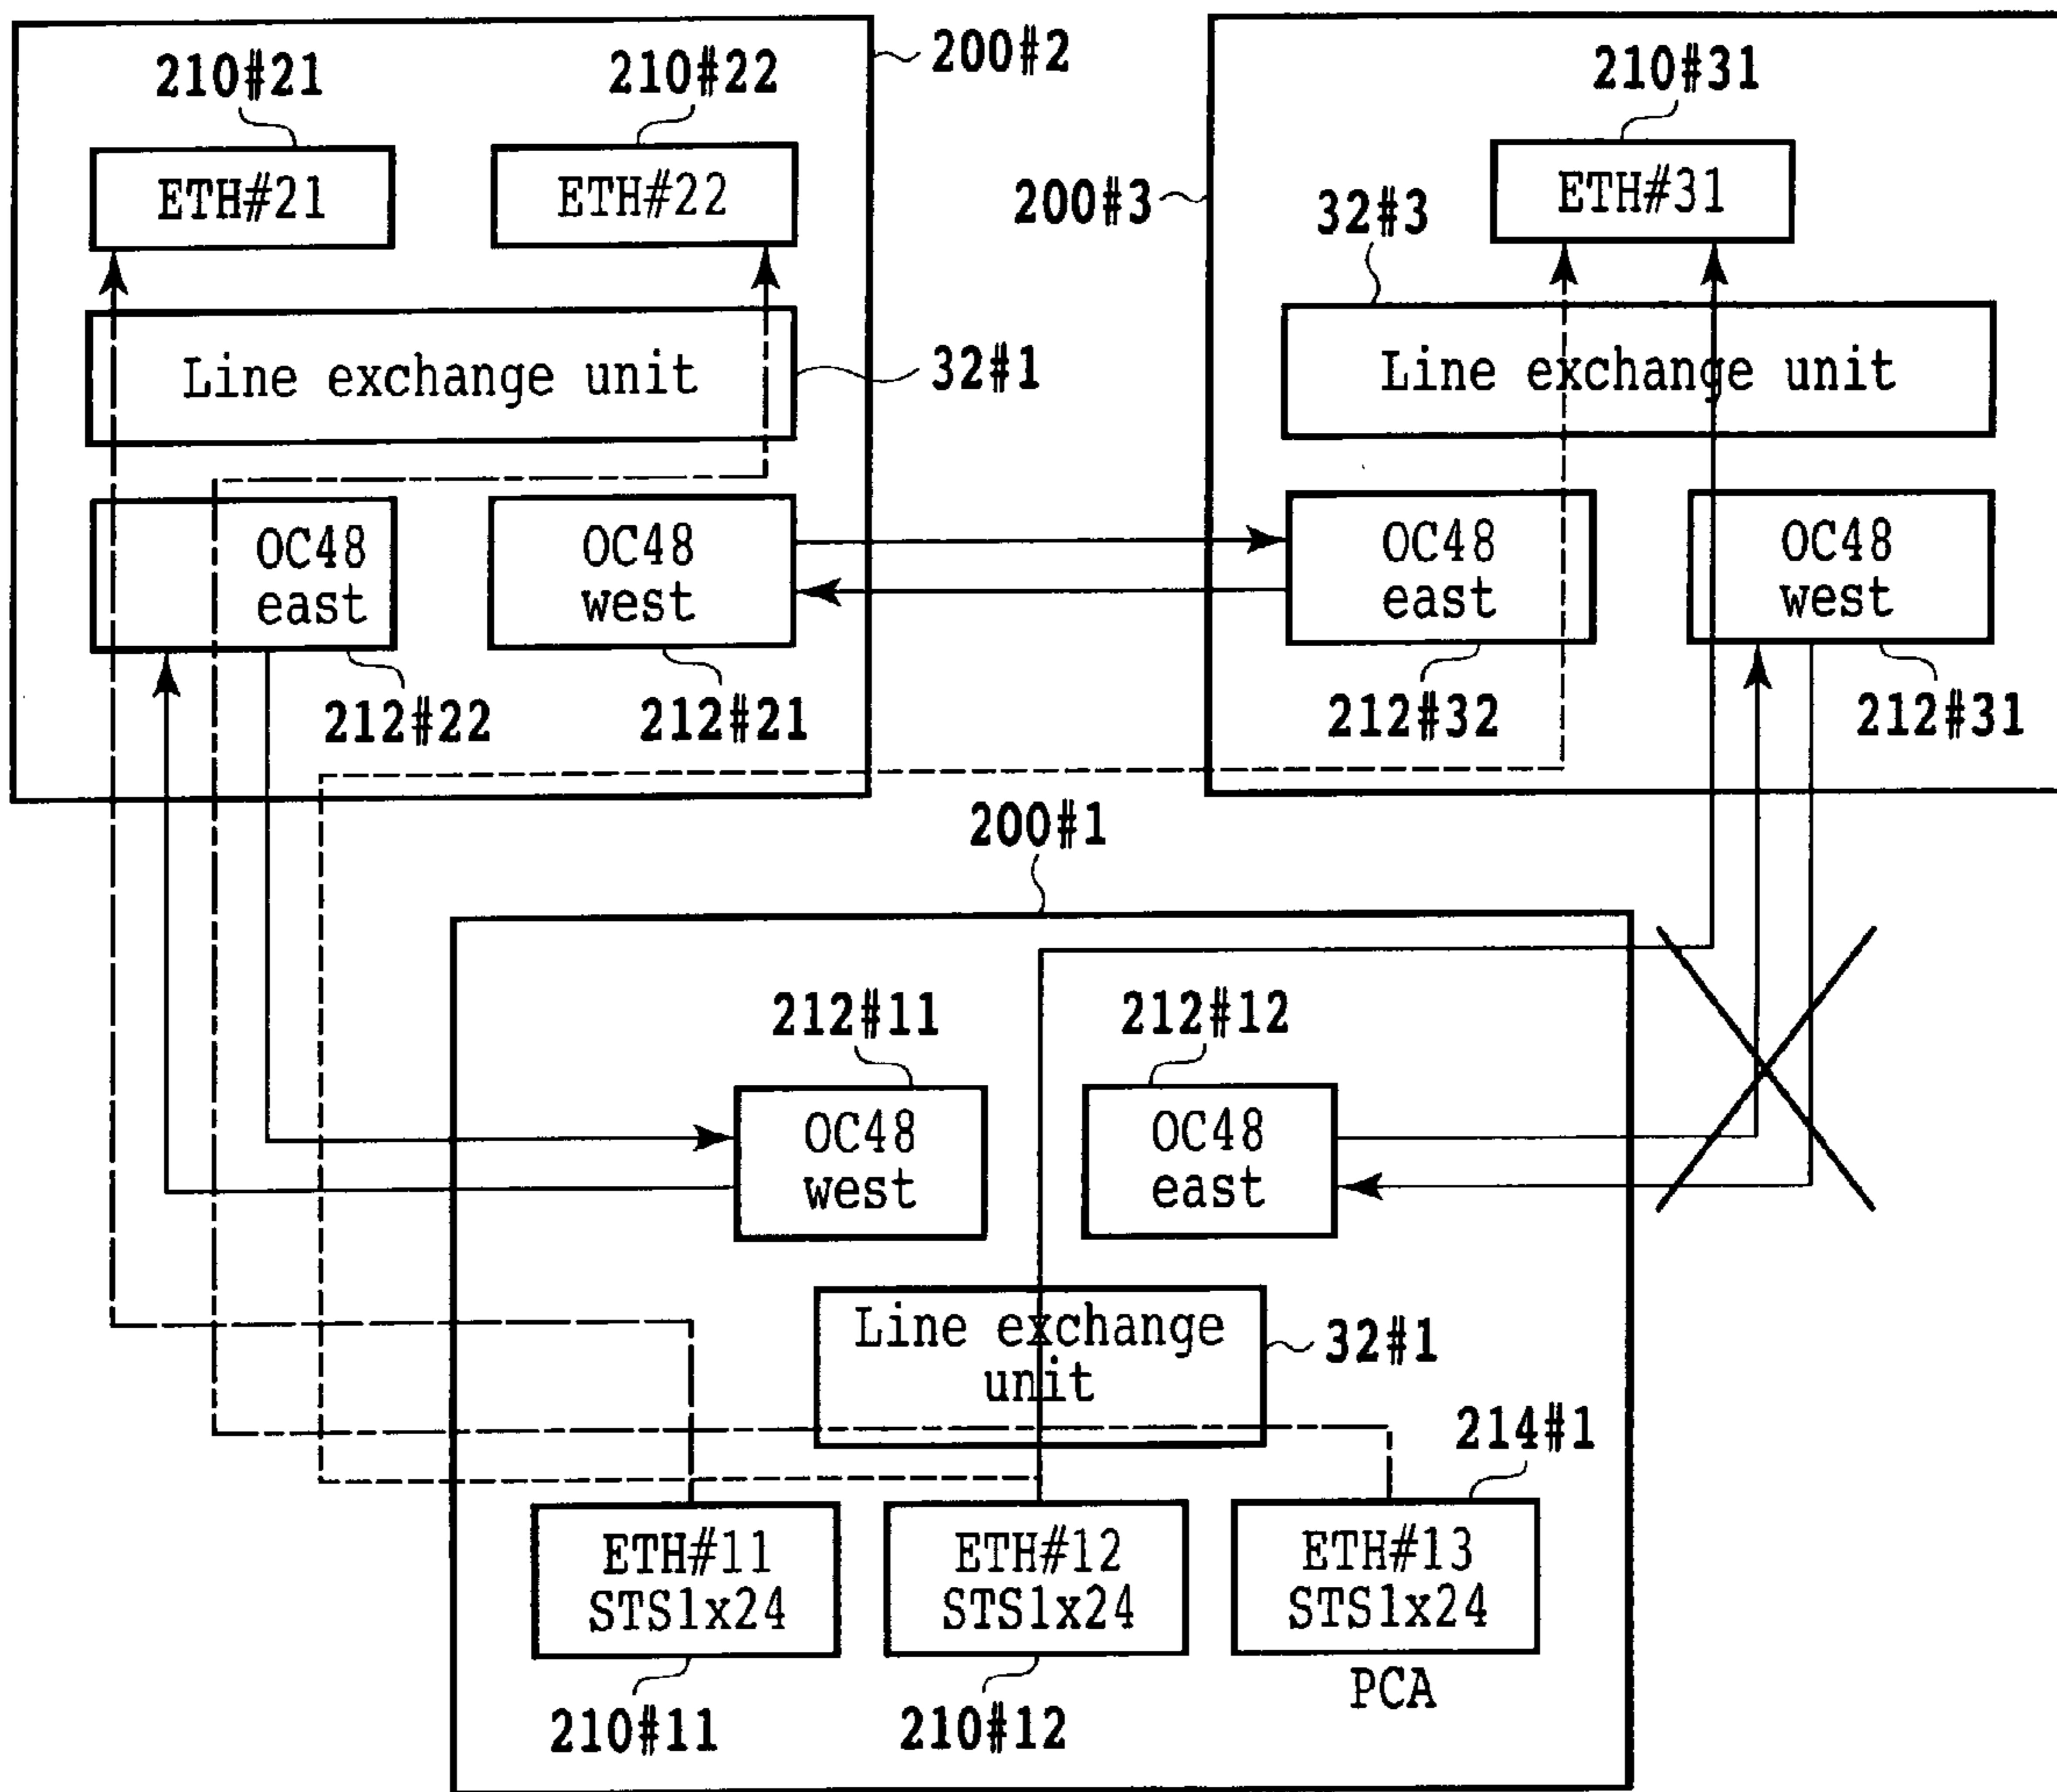 200#2
210#21
210#22
ETH#21
ETH#22
Line exchange unit
32#1
OC48
east
OC48
west
212#22
212#21
200#3
210#31
ETH#31
32#3
Line exchange unit
OC48
east
OC48
west
212#32
212#31
200#1
212#11
212#12
OC48
west
OC48
east
Line exchange
unit
32#1
214#1
ETH#11
STS1x24
ETH#12
STS1x24
ETH#13
STS1x24
PCA
210#11
210#12